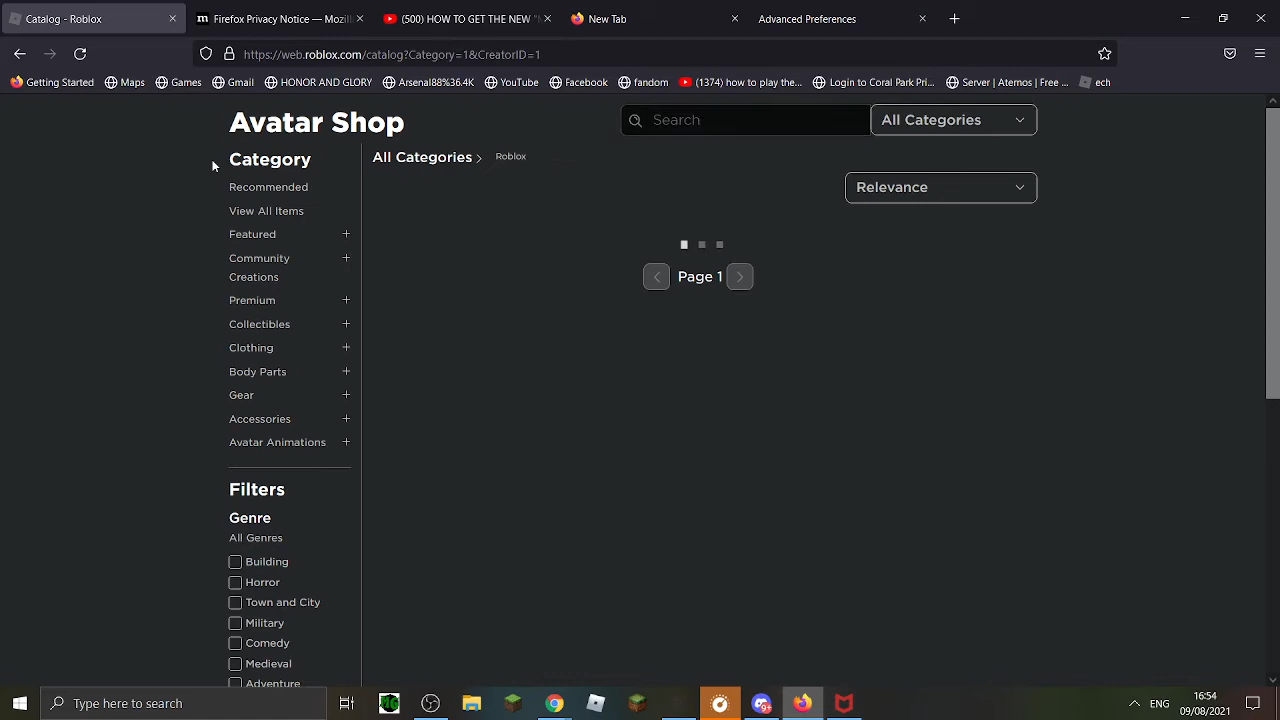 Catalog - Roblox
Firefox Privacy Notice — Mozil
(500) HOW TO GET THE NEW "
New Tab
Advanced Preferences
https://web.roblox.com/catalog?Category=1&CreatorID=1
Getting Started
Maps
Games
Gmail
HONOR AND GLORY
Arsenal88%36.4K
YouTube
Facebook
fandom
(1374) how to play the...
Login to Coral Park Pri...
Server | Aternos | Free ...
ech
Avatar Shop
Search
All Categories
Category
All Categories > Roblox
Relevance
Recommended
View All Items
Featured +
Community +
Creations
Premium +
Collectibles +
Clothing +
Body Parts +
Gear +
Accessories +
Avatar Animations +
Page 1
Filters
Genre
All Genres
Building
Horror
Town and City
Military
Comedy
Medieval
Adventure
Type here to search
9+
ENG
16:54
09/08/2021